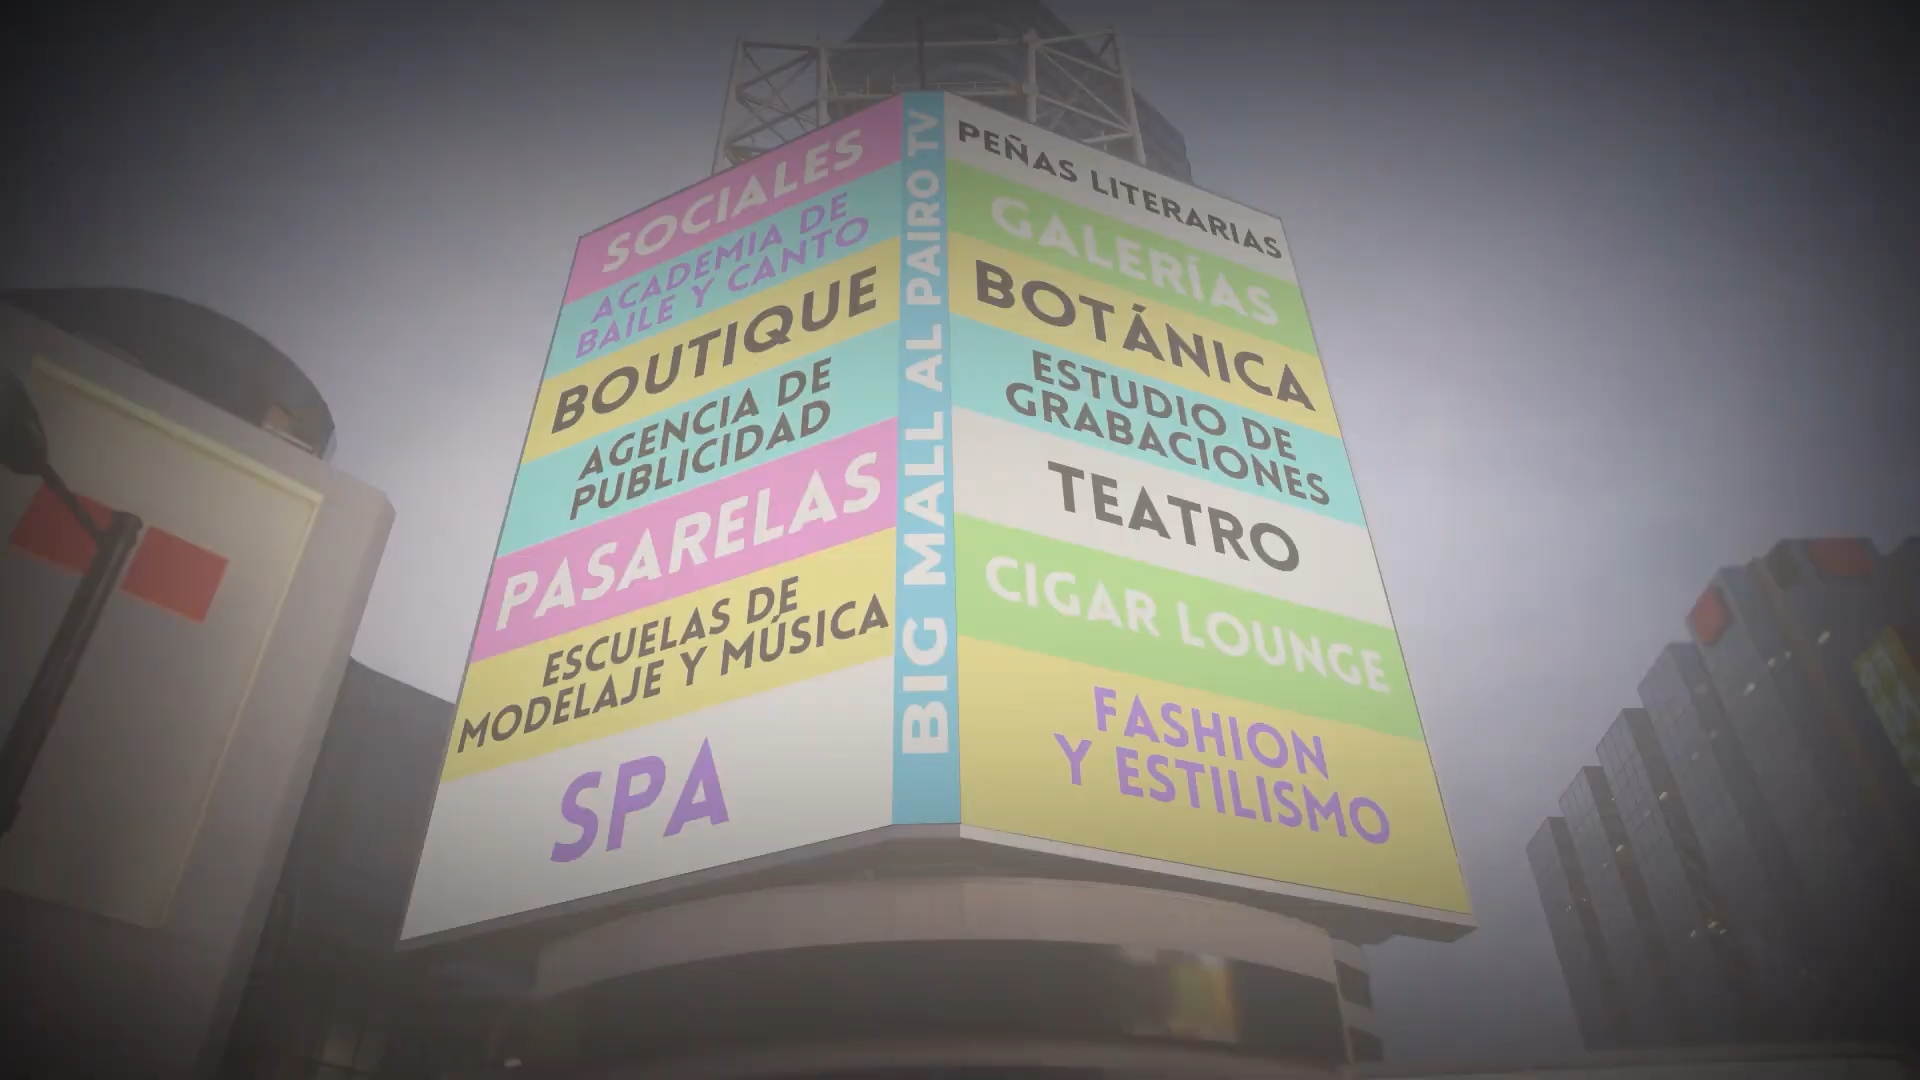 SOCIALES
ACADEMIA DE
BAILE Y CANTO
BOUTIQUE
AGENCIA DE
PUBLICIDAD
PASARELAS
ESCUELAS DE
MODELAJE Y MÚSICA
SPA
BIG MALL AL PAIRO TV
PEÑAS LITERARIAS
GALERÍAS
BOTÁNICA
ESTUDIO DE
GRABACIONES
TEATRO
CIGAR LOUNGE
FASHION
Y ESTILISMO